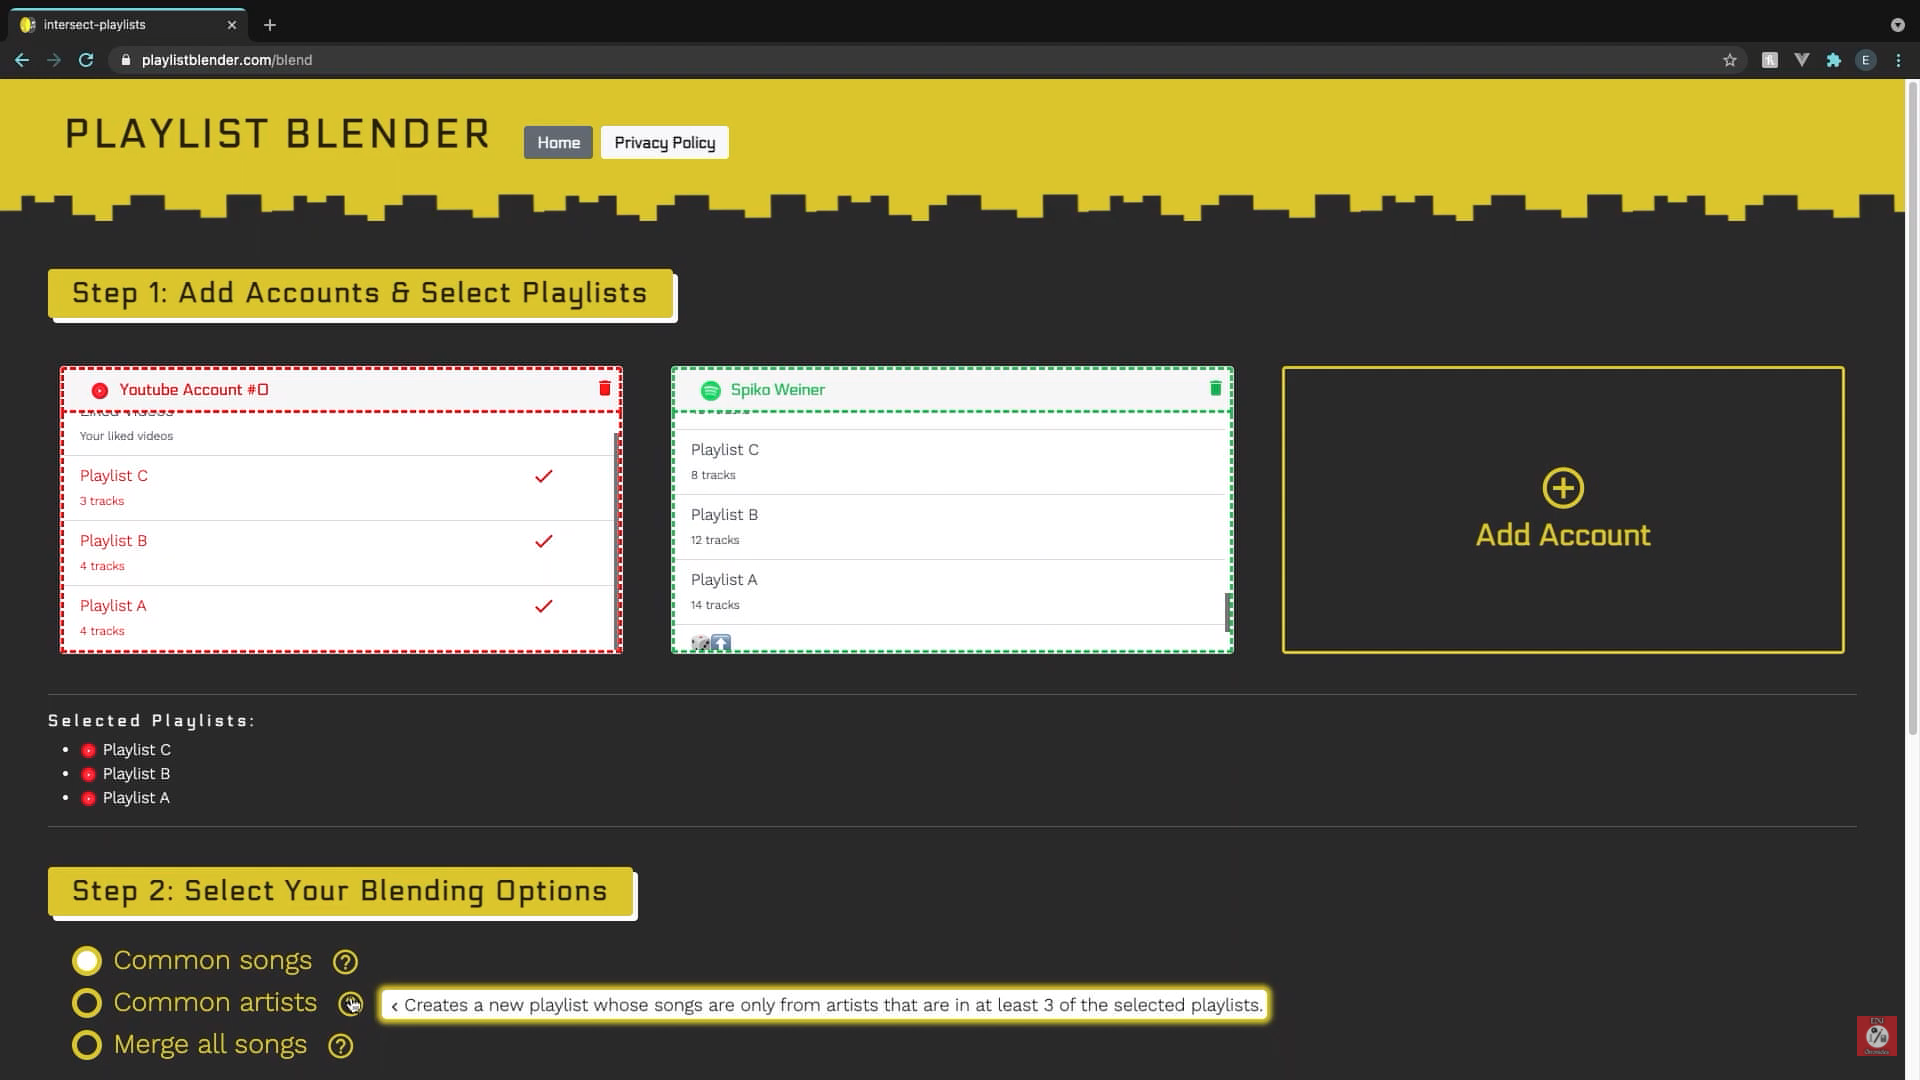 intersect-playlists
playlistblender.com/blend
E
PLAYLIST BLENDER
Home
Privacy Policy
Step 1: Add Accounts & Select Playlists
Youtube Account #0
Liked videos
Your liked videos
Playlist C
3 tracks
Playlist B
4 tracks
Playlist A
4 tracks
Spiko Weiner
Playlist C
8 tracks
Playlist B
12 tracks
Playlist A
14 tracks
Add Account
Selected Playlists:
• Playlist C
• Playlist B
• Playlist A
Step 2: Select Your Blending Options
Common songs ?
Common artists
‹ Creates a new playlist whose songs are only from artists that are in at least 3 of the selected playlists.
Merge all songs ?